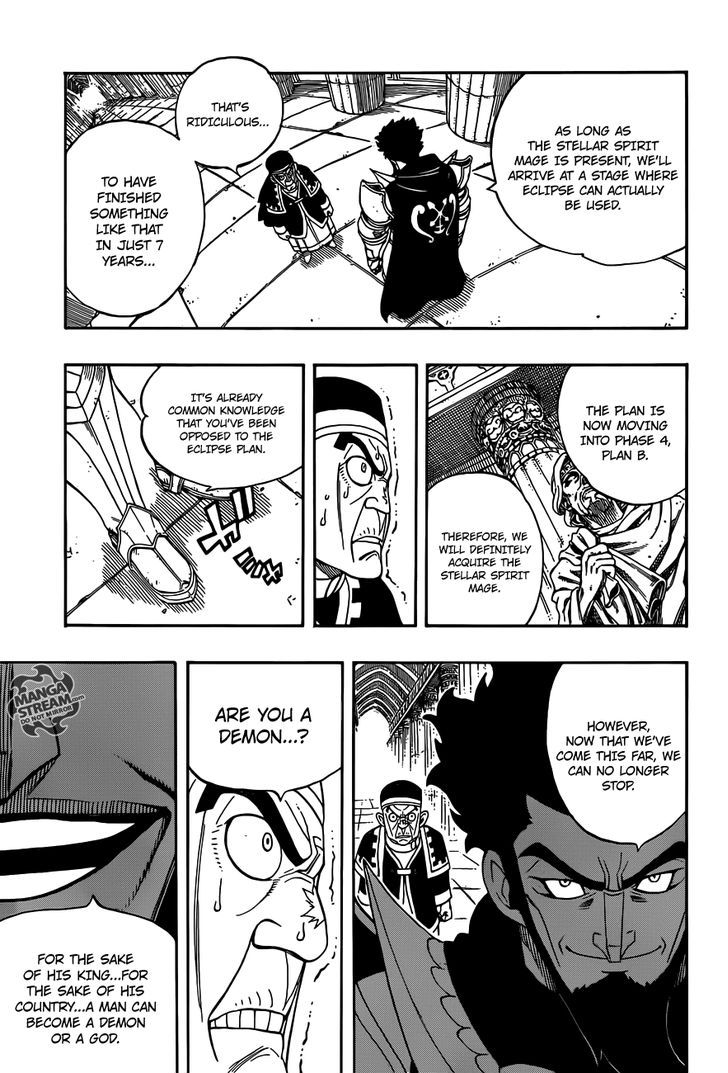 AS LONG AS
THE STELLAR SPIRIT
MAGE IS PRESENT, WE'LL
ARRIVE AT A STAGE WHERE
ECLIPSE CAN ACTUALLY
BE USED.
THAT'S
RIDICULOUS...
TO HAVE
FINISHED
SOMETHING
LIKE THAT
IN JUST 7
YEARS...
THE PLAN IS
NOW MOVING
INTO PHASE 4,
PLAN B.
THEREFORE, WE
WILL DEFINITELY
ACQUIRE THE
STELLAR SPIRIT
MAGE.
IT'S ALREADY
COMMON KNOWLEDGE
THAT YOU'VE BEEN
OPPOSED TO THE
ECLIPSE PLAN.
HOWEVER,
NOW THAT WE'VE
COME THIS FAR, WE
CAN NO LONGER
STOP.
ARE YOU A
DEMON...?
MANGA
STREAM.com
DO NOT MIRROR!
FOR THE SAKE
OF HIS KING...FOR
THE SAKE OF HIS
COUNTRY...A MAN CAN
BECOME A DEMON
OR A GOD.